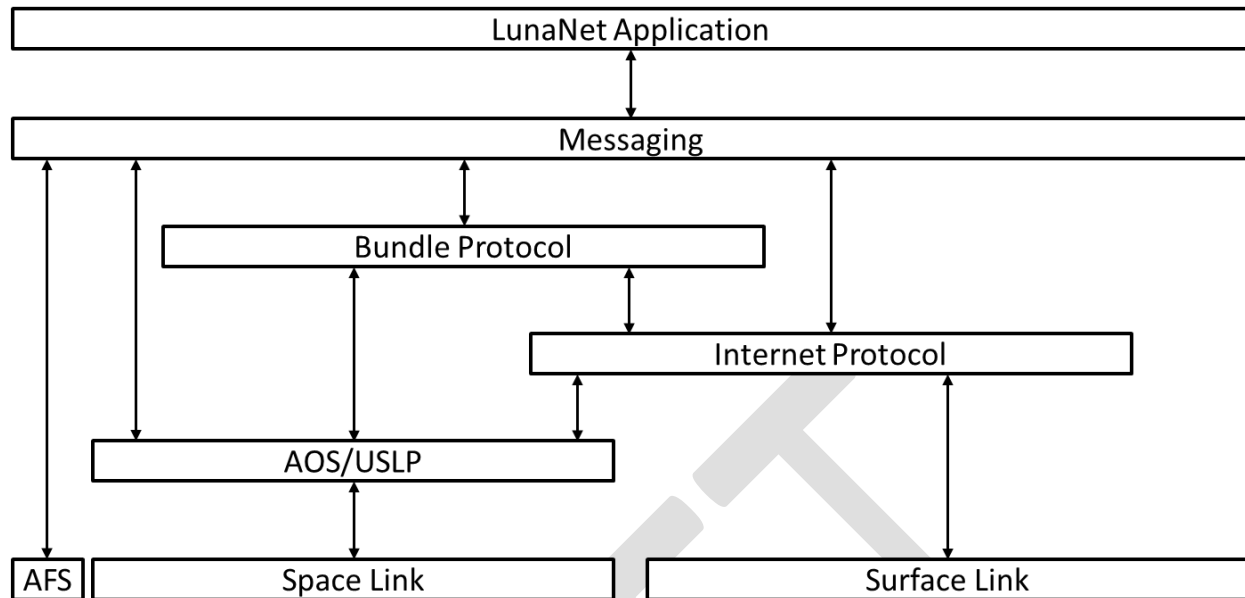 LunaNet Application
Messaging
Bundle Protocol
Internet Protocol
AOS/USLP
AFS
Space Link
Surface Link